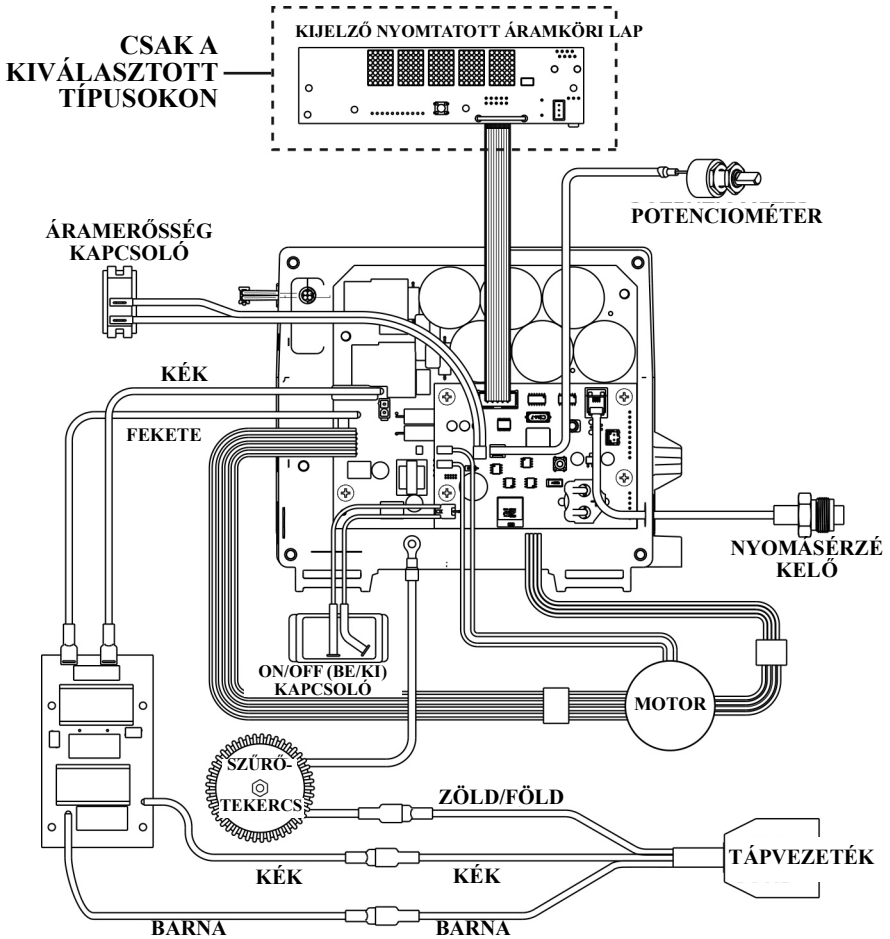 KIJELZŐ NYOMTATOTT ÁRAMKÖRI LAP
CSAK A
KIVÁLASZTOTT
TÍPUSOKON
POTENCIOMÉTER
ÁRAMERŐSSÉG
KAPCSOLÓ
KÉK
FEKETE
NYOMÁSÉRZÉ
KELŐ
ON/OFF (BE/KI)
KAPCSOLÓ
MOTOR
SZŰRŐ-
TEKERCS
ZÖLD/FÖLD
TÁPVEZETÉK
KÉK
KÉK
BARNA
BARNA